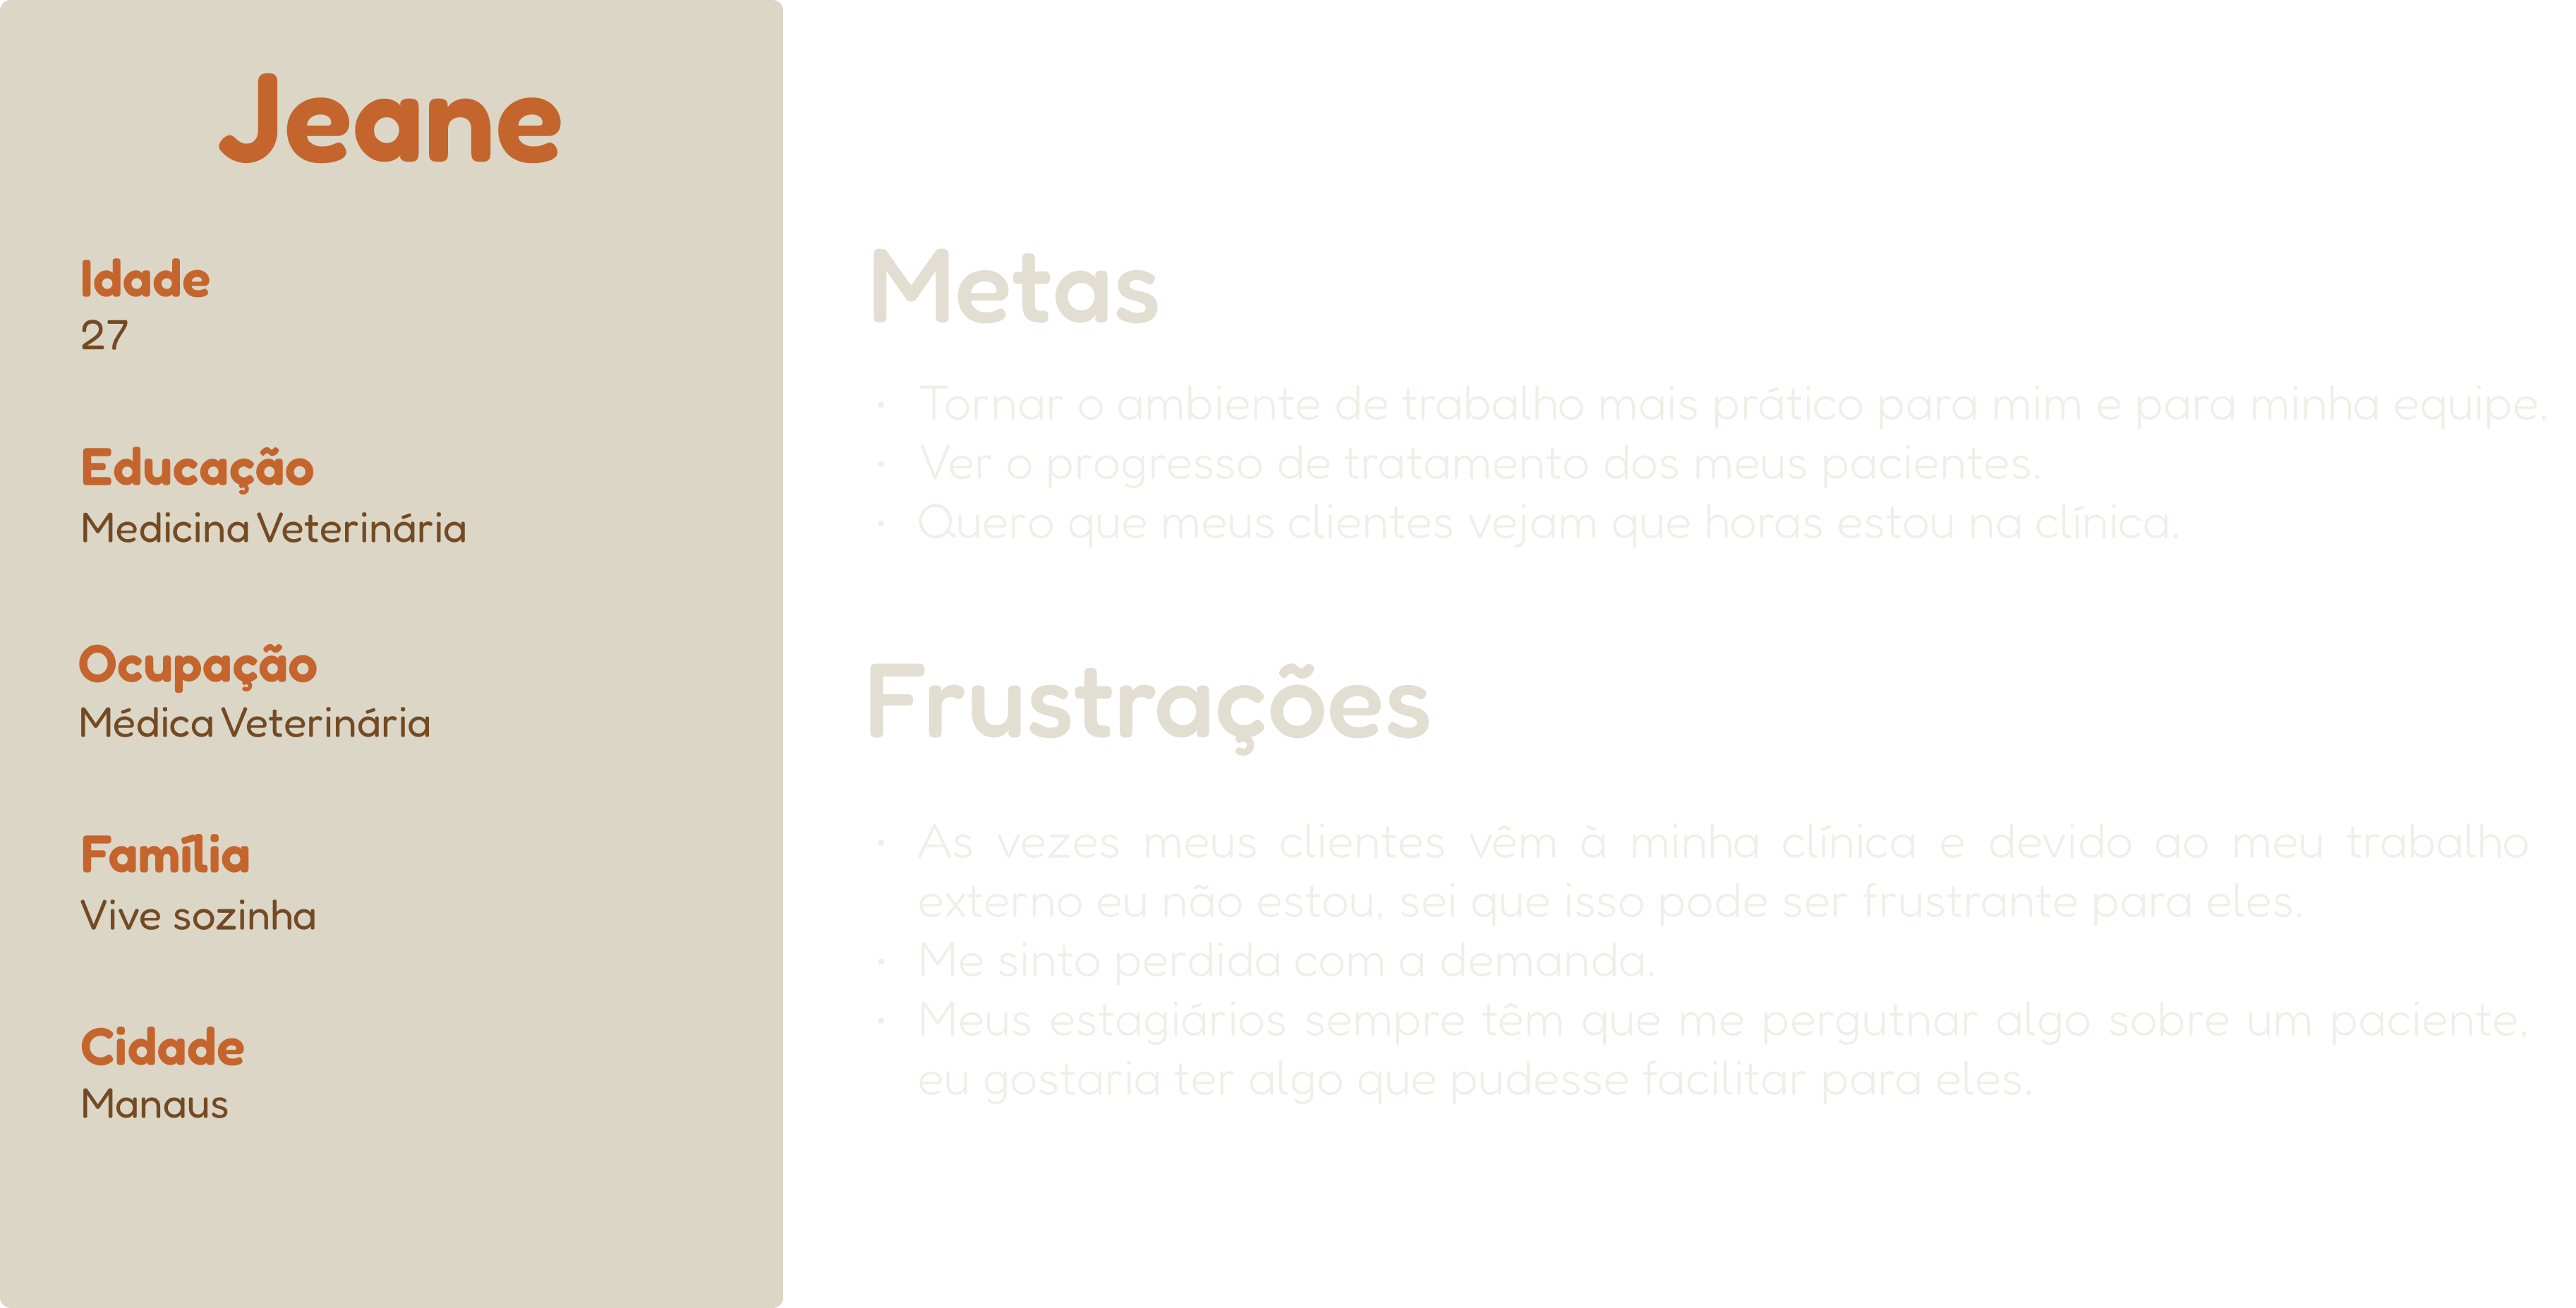 Jeane
Idade
27
Educação
Medicina Veterinária
Ocupação
Médica Veterinária
Família
Vive sozinha
Cidade
Manaus
Metas
• Tornar o ambiente de trabalho mais prático para mim e para minha equipe.
• Ver o progresso de tratamento dos meus pacientes.
• Quero que meus clientes vejam que horas estou na clínica.
Frustrações
• As vezes meus clientes vêm à minha clínica e devido ao meu trabalho
externo eu não estou, sei que isso pode ser frustrante para eles.
• Me sinto perdida com a demanda.
• Meus estagiários sempre têm que me pergutnar algo sobre um paciente,
eu gostaria ter algo que pudesse facilitar para eles.